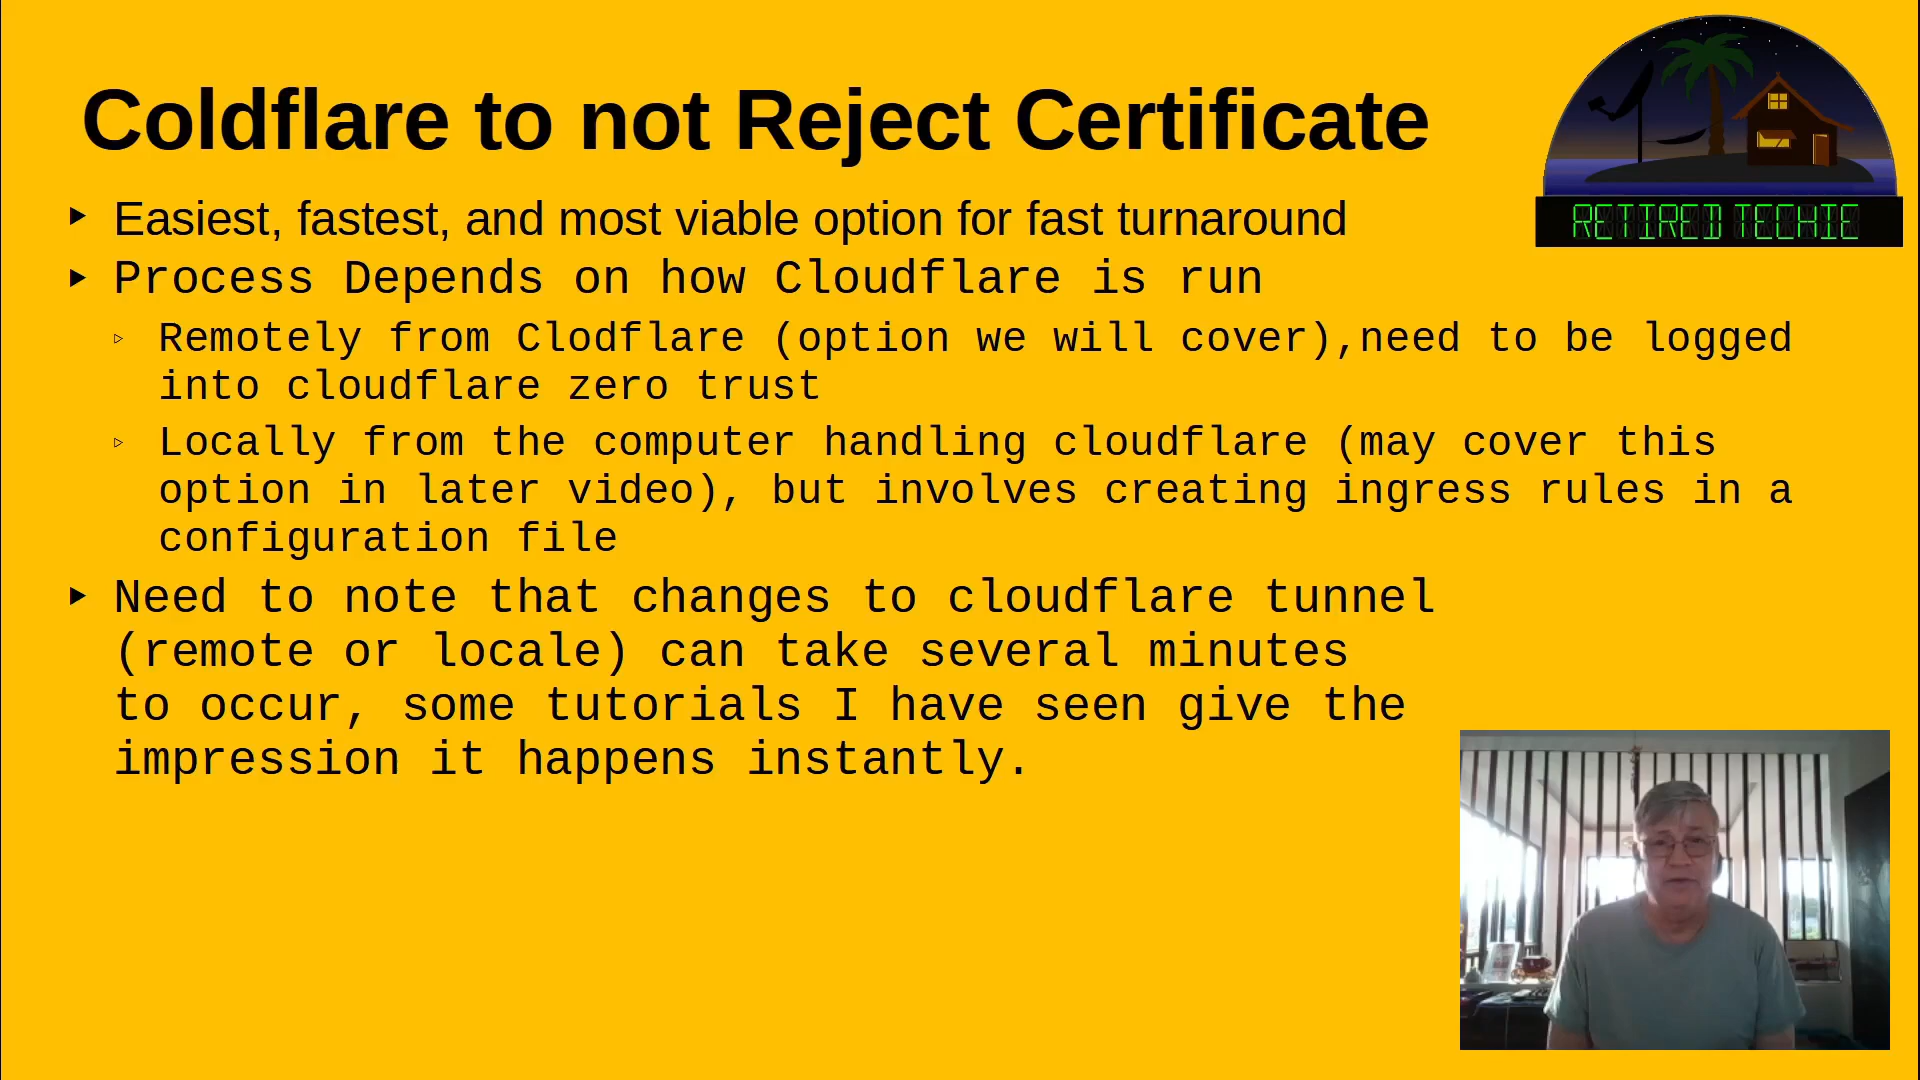 Coldflare to not Reject Certificate
RETIRED TECHIE
Easiest, fastest, and most viable option for fast turnaround
Process Depends on how Cloudflare is run
Remotely from Clodflare (option we will cover),need to be logged
into cloudflare zero trust
Locally from the computer handling cloudflare (may cover this
option in later video), but involves creating ingress rules in a
configuration file
Need to note that changes to cloudflare tunnel
(remote or locale) can take several minutes
to occur, some tutorials I have seen give the
impression it happens instantly.